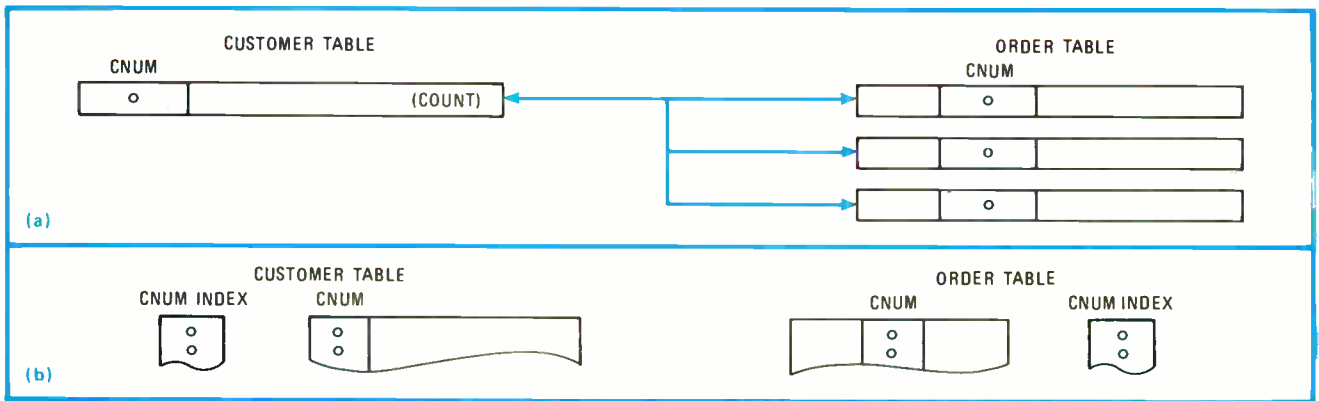 CUSTOMER TABLE
ORDER TABLE
CNUM
CNUM
(COUNT)
(a)
CUSTOMER TABLE
ORDER TABLE
CNUM INDEX
CNUM
CNUM
CNUM INDEX
(b)